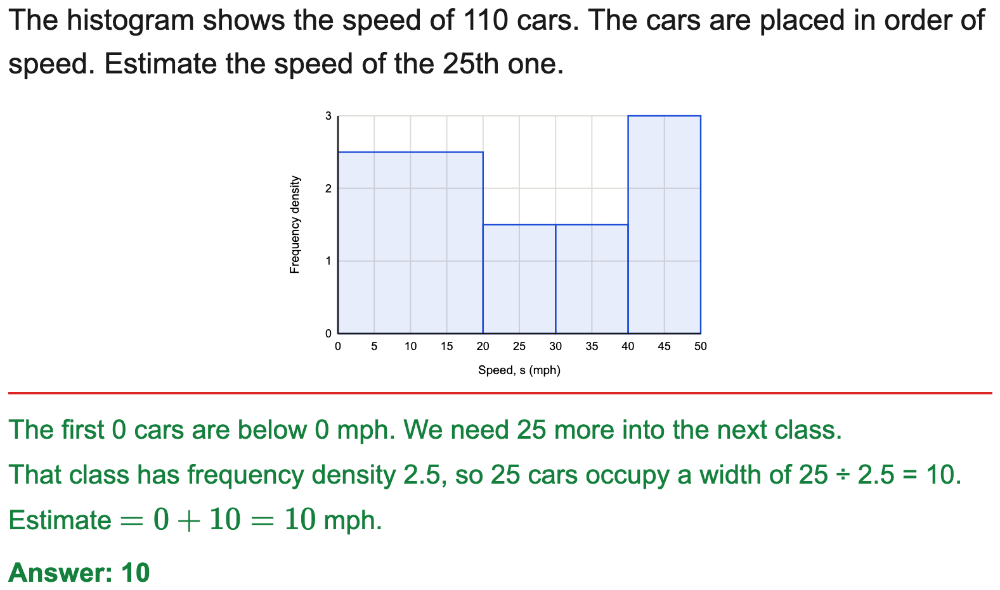 The histogram shows the speed of 110 cars. The cars are placed in order of
speed. Estimate the speed of the 25th one.
3
2
1
0
Frequency density
0 5 10 15 20 25 30 35 40 45 50
Speed, s (mph)
The first 0 cars are below 0 mph. We need 25 more into the next class.
That class has frequency density 2.5, so 25 cars occupy a width of 25 ÷ 2.5 = 10.
Estimate = 0 + 10 = 10 mph.
Answer: 10